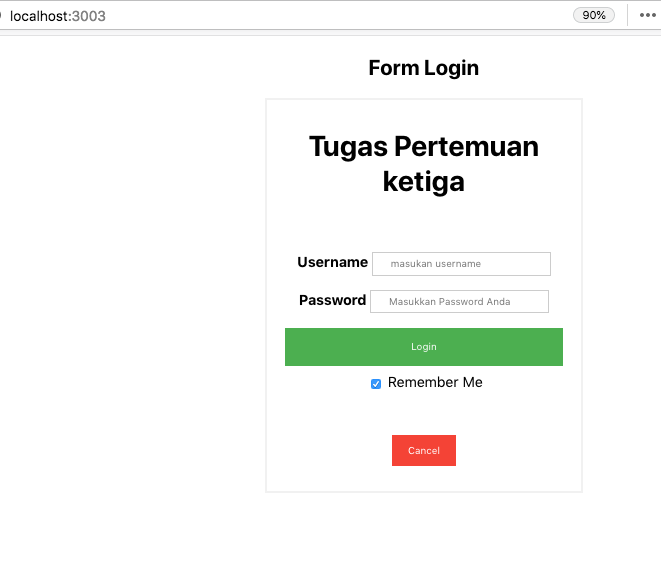 localhost:3003
90%
Form Login
Tugas Pertemuan
ketiga
Username masukan username
Password Masukkan Password Anda
Login
Remember Me
Cancel